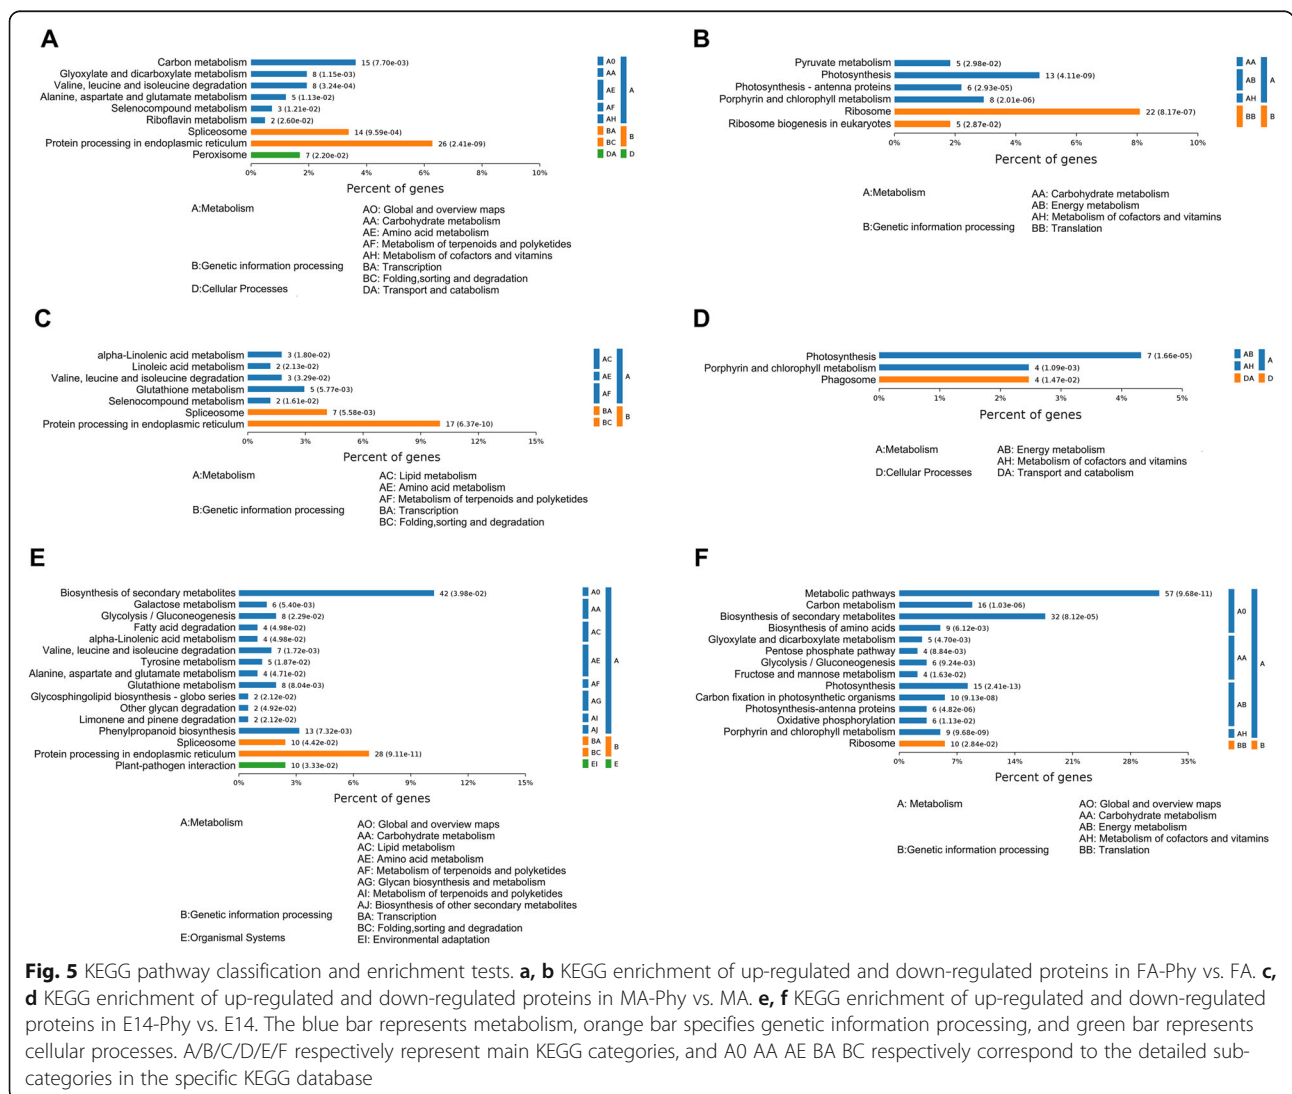 A
Carbon metabolism 15 (7.70e-03) A0
Glyoxylate and dicarboxylate metabolism 8 (1.15e-03) AA
Valine, leucine and isoleucine degradation 8 (3.24e-04) AE A
Alanine, aspartate and glutamate metabolism 5 (1.13e-02)
Selenocompound metabolism 3 (1.21e-02) AF
Riboflavin metabolism 2 (2.60e-02) AH
Spliceosome 14 (9.59e-04) BA B
Protein processing in endoplasmic reticulum 26 (2.41e-09) BC
Peroxisome 7 (2.20e-02) DA D
0% 2% 4% 6% 8% 10%
Percent of genes
A:Metabolism AO: Global and overview maps
AA: Carbohydrate metabolism
AE: Amino acid metabolism
AF: Metabolism of terpenoids and polyketides
AH: Metabolism of cofactors and vitamins
B:Genetic information processing BA: Transcription
BC: Folding,sorting and degradation
D:Cellular Processes DA: Transport and catabolism
B
Pyruvate metabolism 5 (2.98e-02) AA
Photosynthesis 13 (4.11e-09) AB A
Photosynthesis - antenna proteins 6 (2.93e-05)
Porphyrin and chlorophyll metabolism 8 (2.01e-06) AH
Ribosome 22 (8.17e-07) BB B
Ribosome biogenesis in eukaryotes 5 (2.87e-02)
0% 2% 4% 6% 8% 10%
Percent of genes
A:Metabolism AA: Carbohydrate metabolism
AB: Energy metabolism
AH: Metabolism of cofactors and vitamins
B:Genetic information processing BB: Translation
C
alpha-Linolenic acid metabolism 3 (1.80e-02) AC
Linoleic acid metabolism 2 (2.13e-02)
Valine, leucine and isoleucine degradation 3 (3.29e-02) AE A
Glutathione metabolism 5 (5.77e-03) AF
Selenocompound metabolism 2 (1.61e-02)
Spliceosome 7 (5.58e-03) BA B
Protein processing in endoplasmic reticulum 17 (6.37e-10) BC
0% 3% 6% 9% 12% 15%
Percent of genes
A:Metabolism AC: Lipid metabolism
AE: Amino acid metabolism
AF: Metabolism of terpenoids and polyketides
B:Genetic information processing BA: Transcription
BC: Folding,sorting and degradation
D
Photosynthesis 7 (1.66e-05) AB A
Porphyrin and chlorophyll metabolism 4 (1.09e-03) AH
Phagosome 4 (1.47e-02) DA D
0% 1% 2% 3% 4% 5%
Percent of genes
A:Metabolism AB: Energy metabolism
AH: Metabolism of cofactors and vitamins
D:Cellular Processes DA: Transport and catabolism
E
Biosynthesis of secondary metabolites 42 (3.98e-02) A0
Galactose metabolism 6 (5.40e-03) AA
Glycolysis / Gluconeogenesis 8 (2.29e-02)
Fatty acid degradation 4 (4.98e-02) AC
alpha-Linolenic acid metabolism 4 (4.98e-02)
Valine, leucine and isoleucine degradation 7 (1.72e-03)
Tyrosine metabolism 5 (1.87e-02) AE A
Alanine, aspartate and glutamate metabolism 4 (4.71e-02)
Glutathione metabolism 8 (8.04e-03) AF
Glycosphingolipid biosynthesis - globo series 2 (2.12e-02) AG
Other glycan degradation 2 (4.92e-02)
Limonene and pinene degradation 2 (2.12e-02) AI
Phenylpropanoid biosynthesis 13 (7.32e-03) AJ
Spliceosome 10 (4.42e-02) BA B
Protein processing in endoplasmic reticulum 28 (9.11e-11) BC
Plant-pathogen interaction 10 (3.33e-02) EI E
0% 3% 6% 9% 12% 15%
Percent of genes
A:Metabolism AO: Global and overview maps
AA: Carbohydrate metabolism
AC: Lipid metabolism
AE: Amino acid metabolism
AF: Metabolism of terpenoids and polyketides
AG: Glycan biosynthesis and metabolism
AI: Metabolism of terpenoids and polyketides
AJ: Biosynthesis of other secondary metabolites
B:Genetic information processing BA: Transcription
BC: Folding,sorting and degradation
E:Organismal Systems EI: Environmental adaptation
F
Metabolic pathways 57 (9.68e-11)
Carbon metabolism 16 (1.03e-06) A0
Biosynthesis of secondary metabolites 32 (8.12e-05)
Biosynthesis of amino acids 9 (6.12e-03)
Glyoxylate and dicarboxylate metabolism 5 (4.70e-03)
Pentose phosphate pathway 4 (8.84e-03) AA
Glycolysis / Gluconeogenesis 6 (9.24e-03) A
Fructose and mannose metabolism 4 (1.63e-02)
Photosynthesis 15 (2.41e-13)
Carbon fixation in photosynthetic organisms 10 (9.13e-08) AB
Photosynthesis-antenna proteins 6 (4.82e-06)
Oxidative phosphorylation 6 (1.13e-02)
Porphyrin and chlorophyll metabolism 9 (9.68e-09) AH
Ribosome 10 (2.84e-02) BB B
0% 7% 14% 21% 31% 35%
Percent of genes
A: Metabolism AO: Global and overview maps
AA: Carbohydrate metabolism
AB: Energy metabolism
AH: Metabolism of cofactors and vitamins
B:Genetic information processing BB: Translation
Fig. 5 KEGG pathway classification and enrichment tests. a, b KEGG enrichment of up-regulated and down-regulated proteins in FA-Phy vs. FA. c,
d KEGG enrichment of up-regulated and down-regulated proteins in MA-Phy vs. MA. e, f KEGG enrichment of up-regulated and down-regulated
proteins in E14-Phy vs. E14. The blue bar represents metabolism, orange bar specifies genetic information processing, and green bar represents
cellular processes. A/B/C/D/E/F respectively represent main KEGG categories, and A0 AA AE BA BC respectively correspond to the detailed sub-
categories in the specific KEGG database